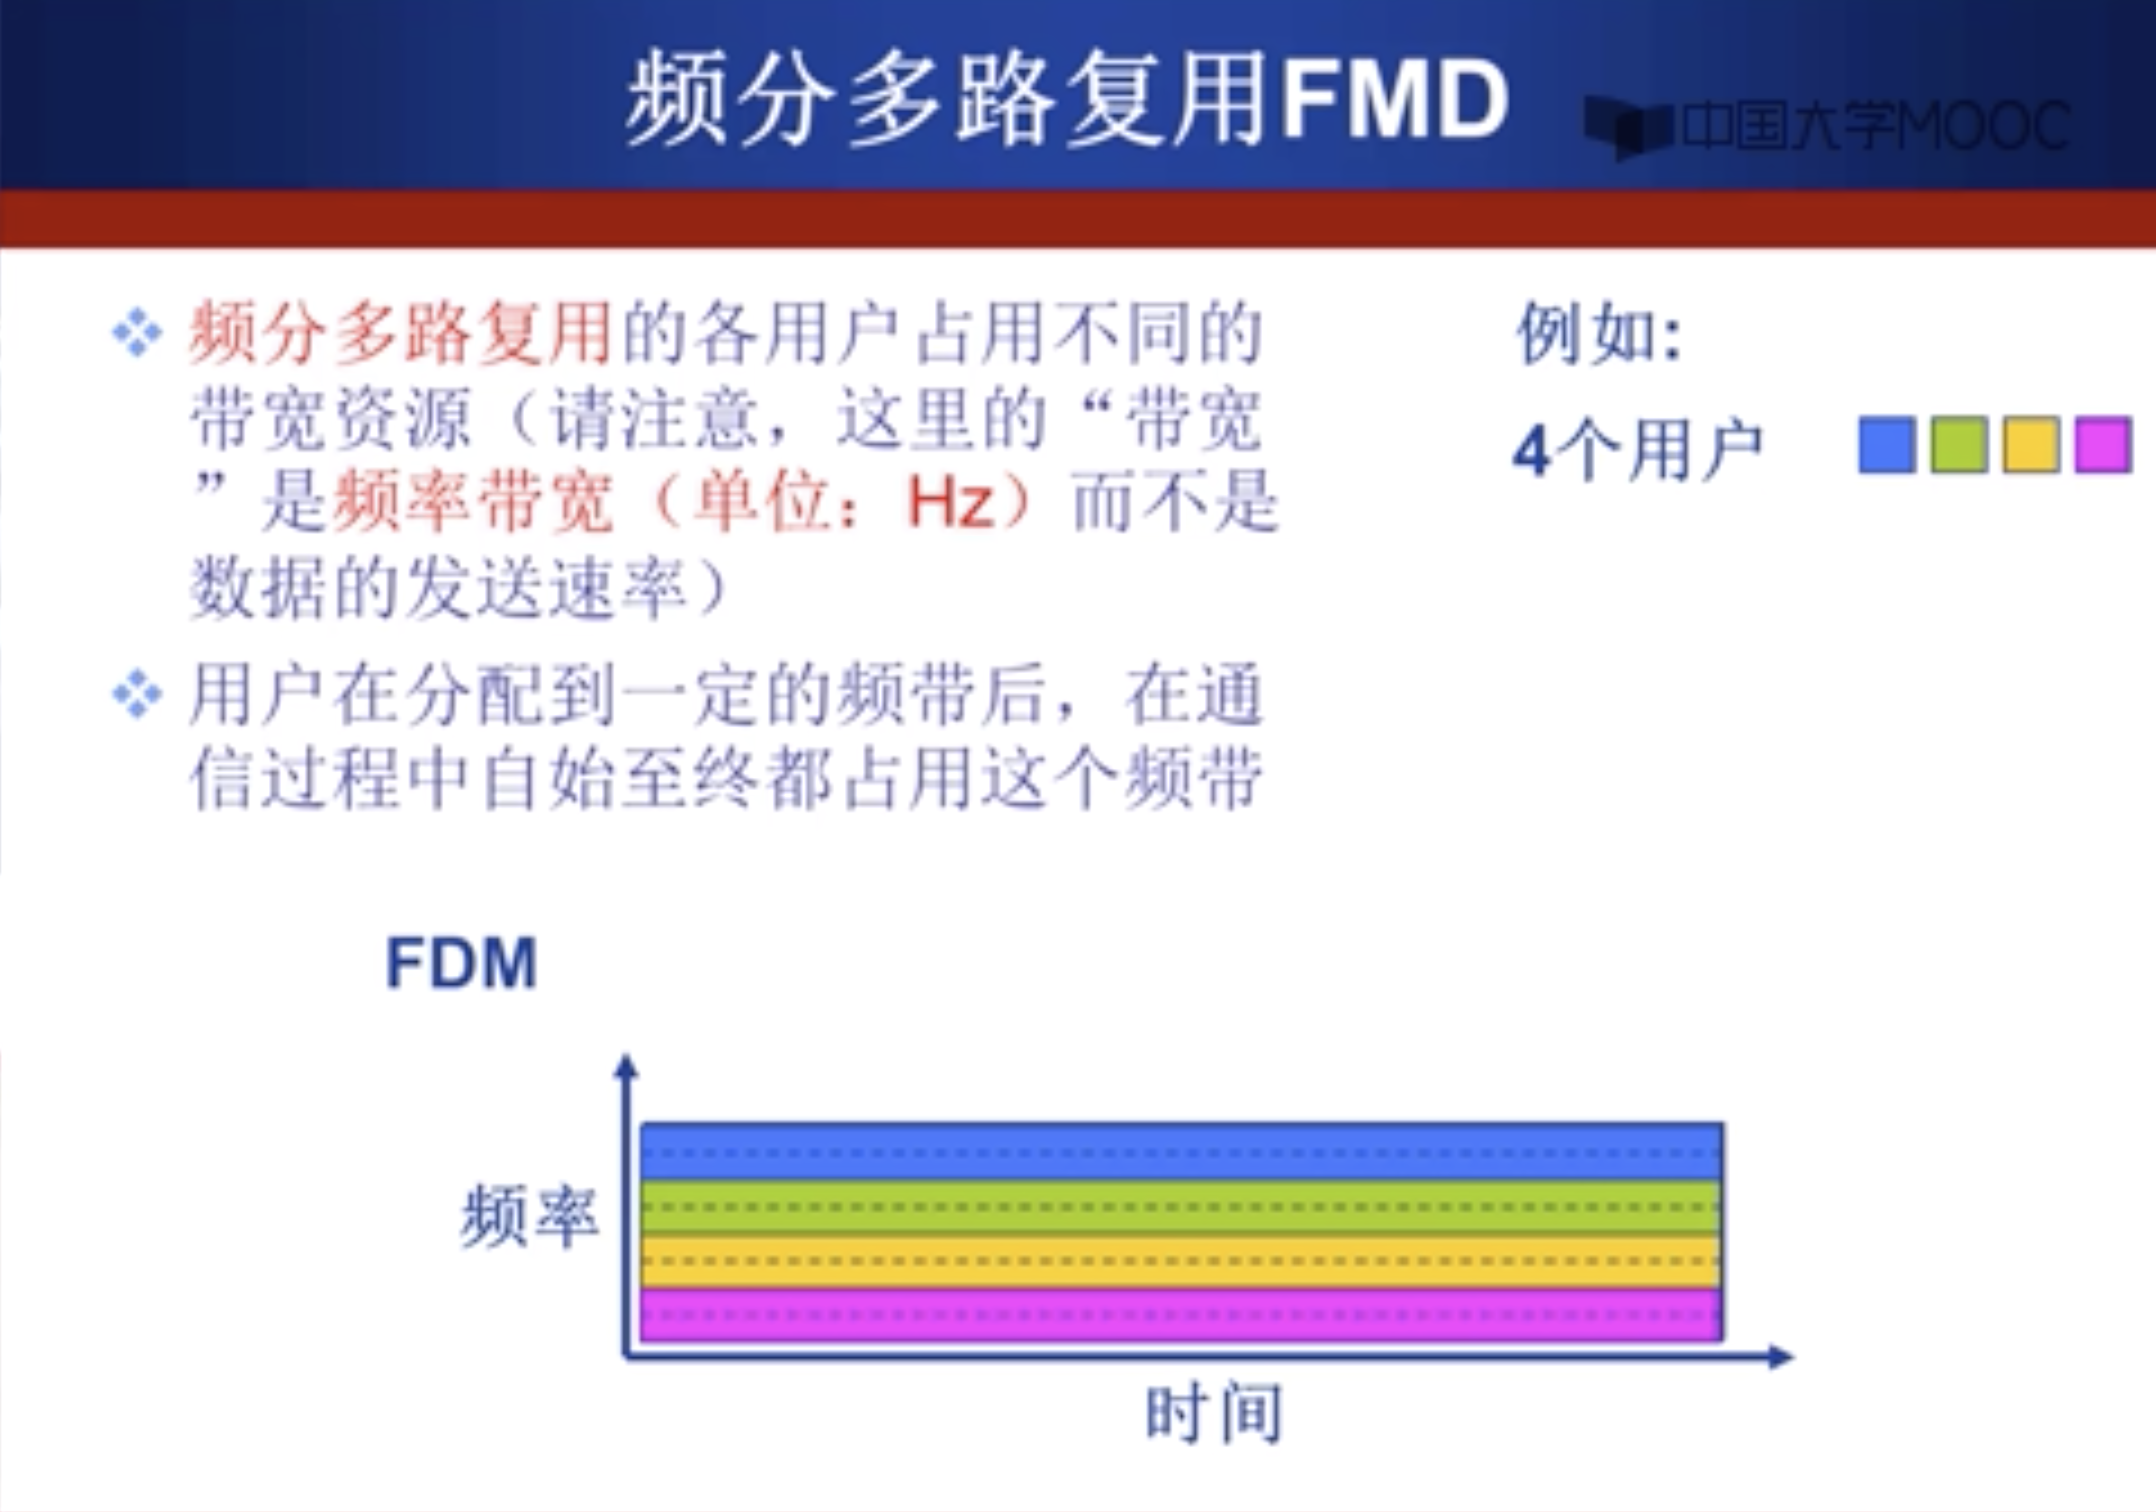 频分多路复用FMD
中国大学MOOC
频分多路复用的各用户占用不同的
带宽资源（请注意，这里的“带宽
”是频率带宽（单位：Hz）而不是
数据的发送速率）
用户在分配到一定的频带后，在通
信过程中自始至终都占用这个频带
例如:
4个用户
FDM
频率
时间